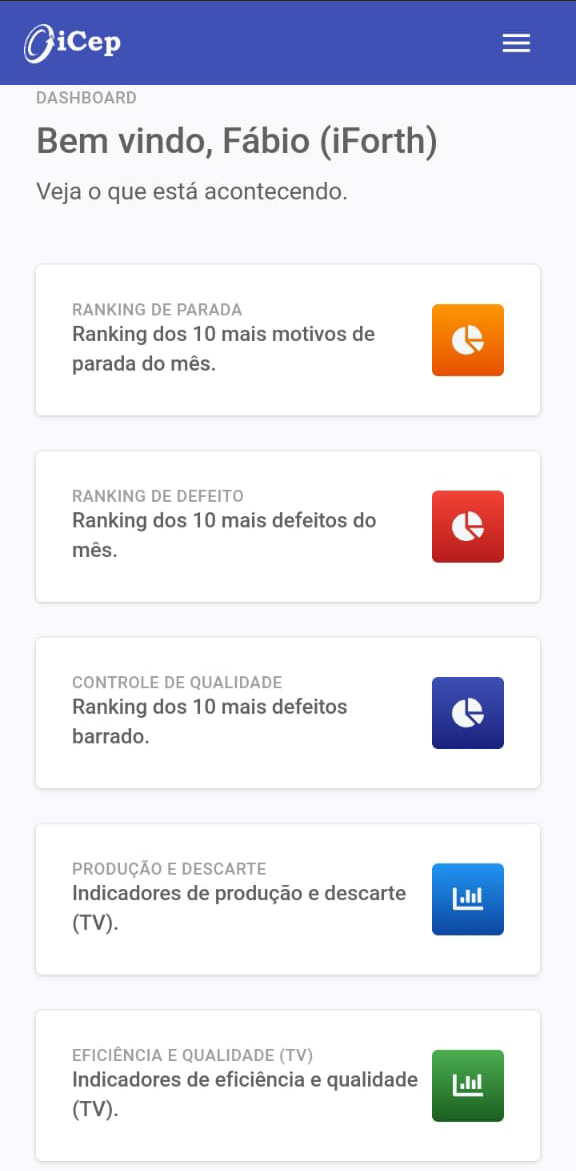 iCep
DASHBOARD
Bem vindo, Fábio (iForth)
Veja o que está acontecendo.
RANKING DE PARADA
Ranking dos 10 mais motivos de
parada do mês.
RANKING DE DEFEITO
Ranking dos 10 mais defeitos do
mês.
CONTROLE DE QUALIDADE
Ranking dos 10 mais defeitos
barrado.
PRODUÇÃO E DESCARTE
Indicadores de produção e descarte
(TV).
EFICIÊNCIA E QUALIDADE (TV)
Indicadores de eficiência e qualidade
(TV).